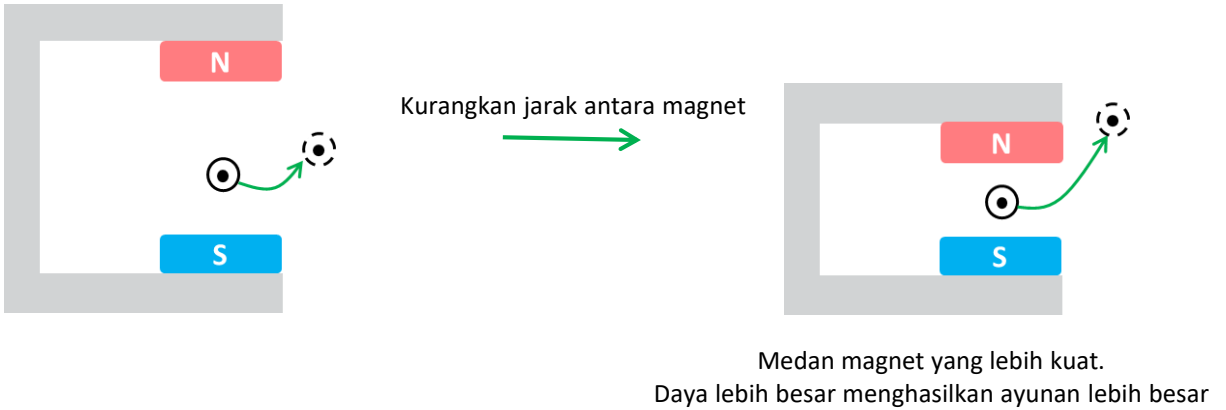 N
S
Kurangkan jarak antara magnet
N
S
Medan magnet yang lebih kuat.
Daya lebih besar menghasilkan ayunan lebih besar